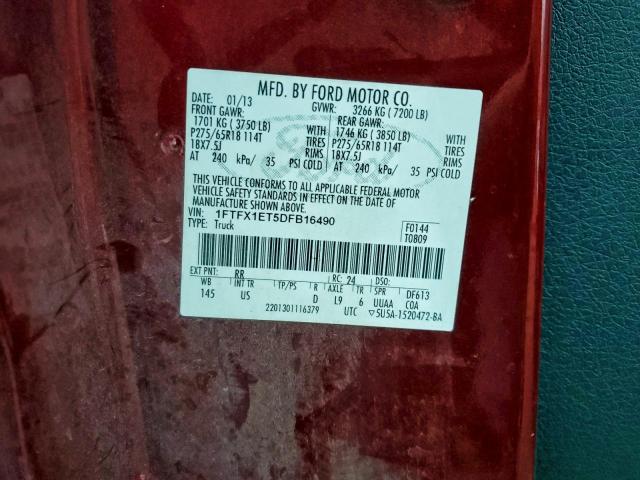 MFD. BY FORD MOTOR CO.
DATE: 01/13 GVWR: 3266 KG ( 7200 LB)
FRONT GAWR: REAR GAWR:
1701 KG ( 3750 LB) WITH 1746 KG ( 3850 LB)
P275/65R18 114T TIRES P275/65R18 114T
18X7.5J RIMS 18X7.5J
AT 240 kPa/ 35 PSI COLD AT 240 kPa/ 35 PSI COLD
THIS VEHICLE CONFORMS TO ALL APPLICABLE FEDERAL MOTOR
VEHICLE SAFETY STANDARDS IN EFFECT ON THE DATE OF
MANUFACTURE SHOWN ABOVE.
VIN: 1FTFX1ET5DFB16490
TYPE: Truck
F0144
T0809
EXT PNT: RR RC: 24 DSO:
WB INT TR TP/PS R AXLE TR SPR DF613
145 US D L9 6 UUAA COA
2201301116379 UTC ▽5U5A-1520472-BA